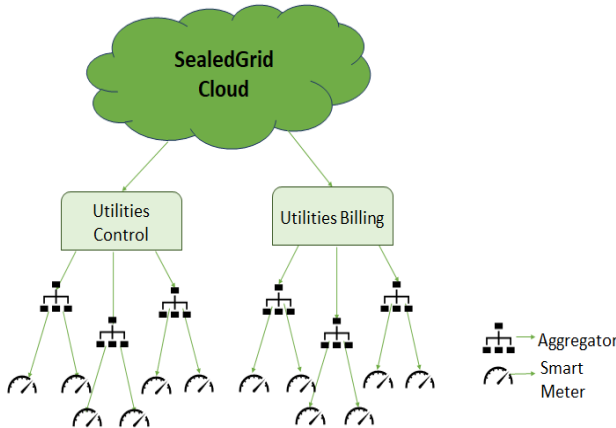 SealedGrid
Cloud
Utilities
Control
Utilities Billing
Aggregator
Smart
Meter